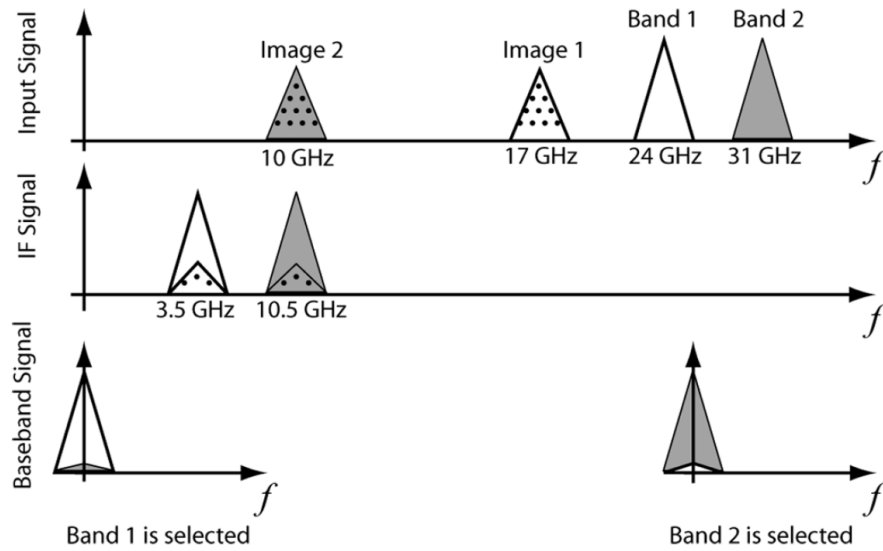 Input Signal
Image 2
Image 1
Band 1
Band 2
10 GHz
17 GHz
24 GHz
31 GHz
f
IF Signal
3.5 GHz
10.5 GHz
f
Baseband Signal
f
f
Band 1 is selected
Band 2 is selected